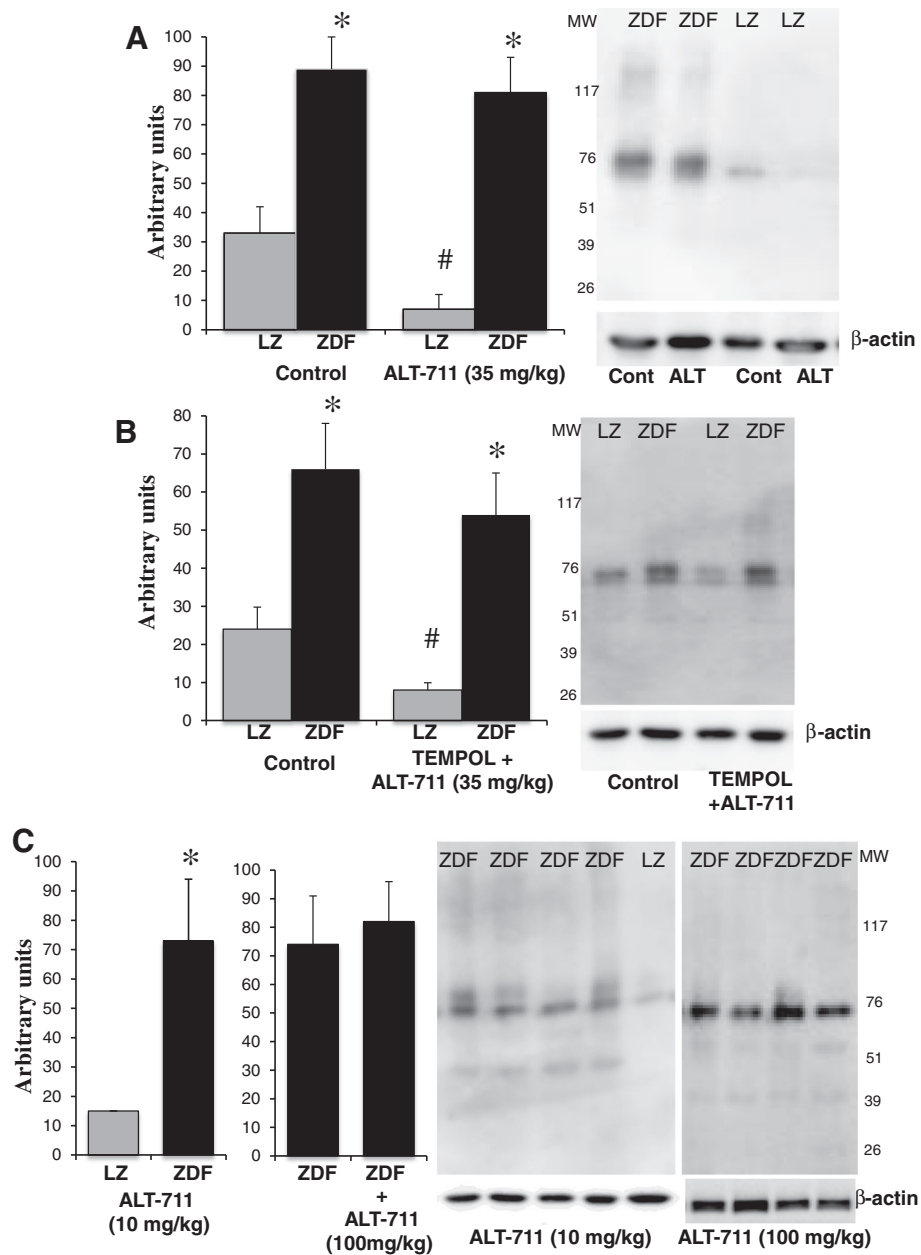 A
Arbitrary units
100
90
80
70
60
50
40
30
20
10
0
*
#
*
LZ ZDF LZ ZDF
Control ALT-711 (35 mg/kg)
MW ZDF ZDF LZ LZ
117
76
51
39
26
β-actin
Cont ALT Cont ALT
B
Arbitrary units
80
70
60
50
40
30
20
10
0
*
*
#
LZ ZDF LZ ZDF
Control TEMPOL +
ALT-711 (35 mg/kg)
MW LZ ZDF LZ ZDF
117
76
51
39
26
β-actin
Control TEMPOL
+ALT-711
C
Arbitrary units
100
90
80
70
60
50
40
30
20
10
0
*
LZ ZDF
ALT-711
(10 mg/kg)
100
90
80
70
60
50
40
30
20
10
0
ZDF ZDF
+
ALT-711
(100mg/kg)
ZDF ZDF ZDF ZDF LZ
ALT-711 (10 mg/kg)
ZDF ZDF ZDF ZDF MW
117
76
51
39
26
β-actin
ALT-711 (100 mg/kg)